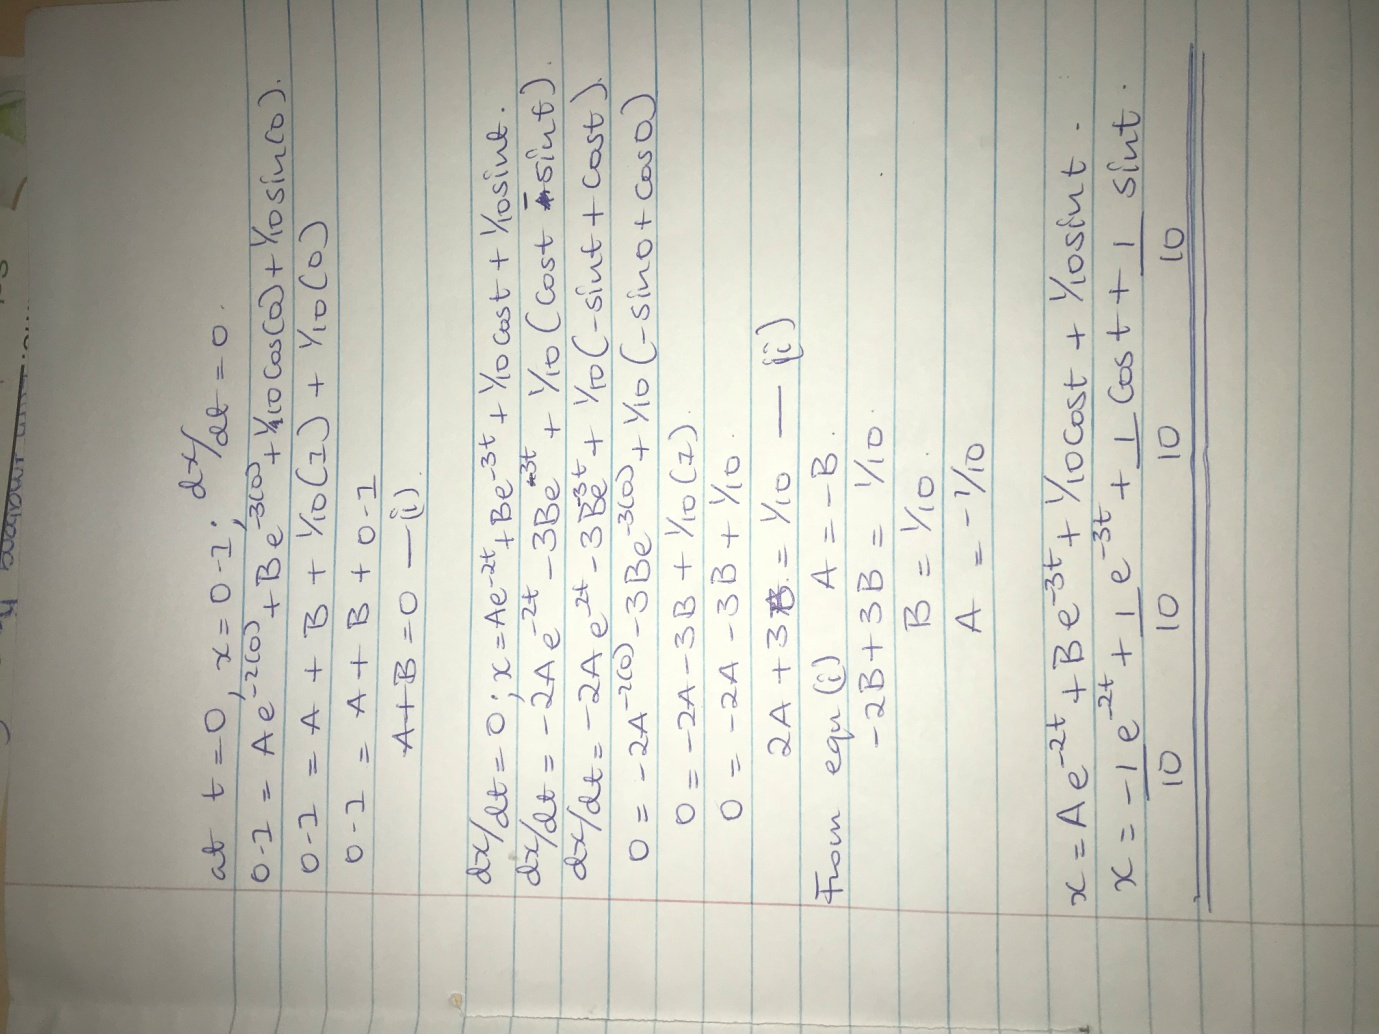 at t=0, x=0.1; dx/dt=0.
0.1 = Ae^-2(0) + Be^-3(0) + 1/10 cos(0) + 1/10 sin(0).
0.1 = A + B + 1/10(1) + 1/10(0)
0.1 = A + B + 0.1
A+B=0 —(i)
dx/dt=0; x=Ae^-2t + Be^-3t + 1/10 cost + 1/10 sint.
dx/dt = -2Ae^-2t - 3Be^-3t + 1/10 (cost - sint).
dx/dt = -2Ae^-2t - 3Be^-3t + 1/10 (-sint + cost).
0 = -2A^-2(0) - 3Be^-3(0) + 1/10 (-sin0 + cos0)
0 = -2A - 3B + 1/10 (1)
0 = -2A - 3B + 1/10.
2A + 3B = 1/10 — (ii)
From equn (i) A = -B.
-2B + 3B = 1/10.
B = 1/10.
A = -1/10
x = Ae^-2t + Be^-3t + 1/10 cost + 1/10 sint.
x = -1/10 e^-2t + 1/10 e^-3t + 1/10 cost + 1/10 sint.